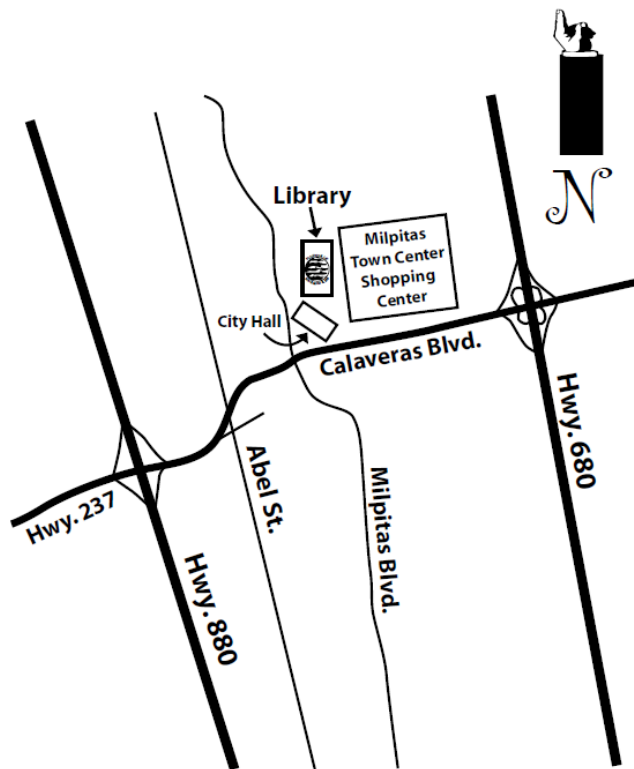 N
Library
Milpitas
Town Center
Shopping
Center
City Hall
Calaveras Blvd.
Hwy. 680
Hwy. 237
Abel St.
Milpitas Blvd.
Hwy. 880